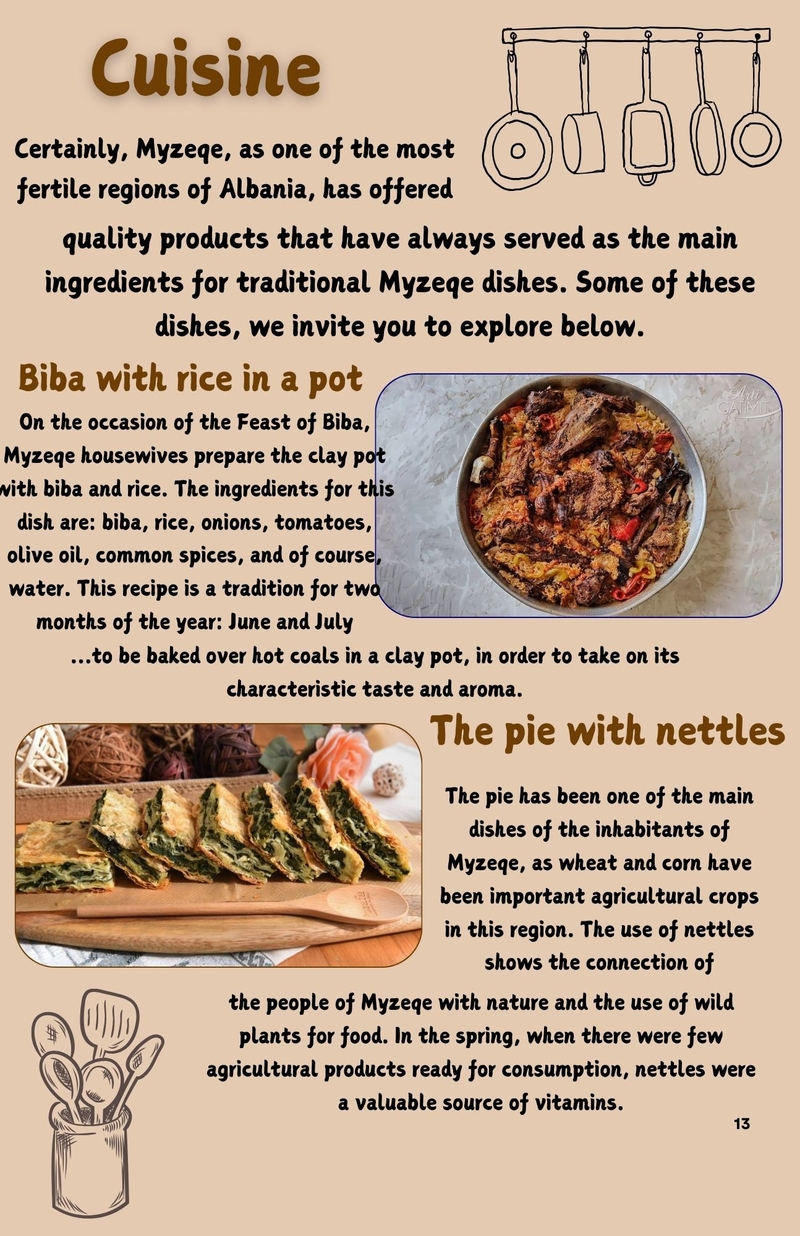 Cuisine
Certainly, Myzeqe, as one of the most
fertile regions of Albania, has offered
quality products that have always served as the main
ingredients for traditional Myzeqe dishes. Some of these
dishes, we invite you to explore below.
Biba with rice in a pot
On the occasion of the Feast of Biba,
Myzeqe housewives prepare the clay pot
with biba and rice. The ingredients for this
dish are: biba, rice, onions, tomatoes,
olive oil, common spices, and of course,
water. This recipe is a tradition for two
months of the year: June and July
...to be baked over hot coals in a clay pot, in order to take on its
characteristic taste and aroma.
The pie with nettles
The pie has been one of the main
dishes of the inhabitants of
Myzeqe, as wheat and corn have
been important agricultural crops
in this region. The use of nettles
shows the connection of
the people of Myzeqe with nature and the use of wild
plants for food. In the spring, when there were few
agricultural products ready for consumption, nettles were
a valuable source of vitamins.
13